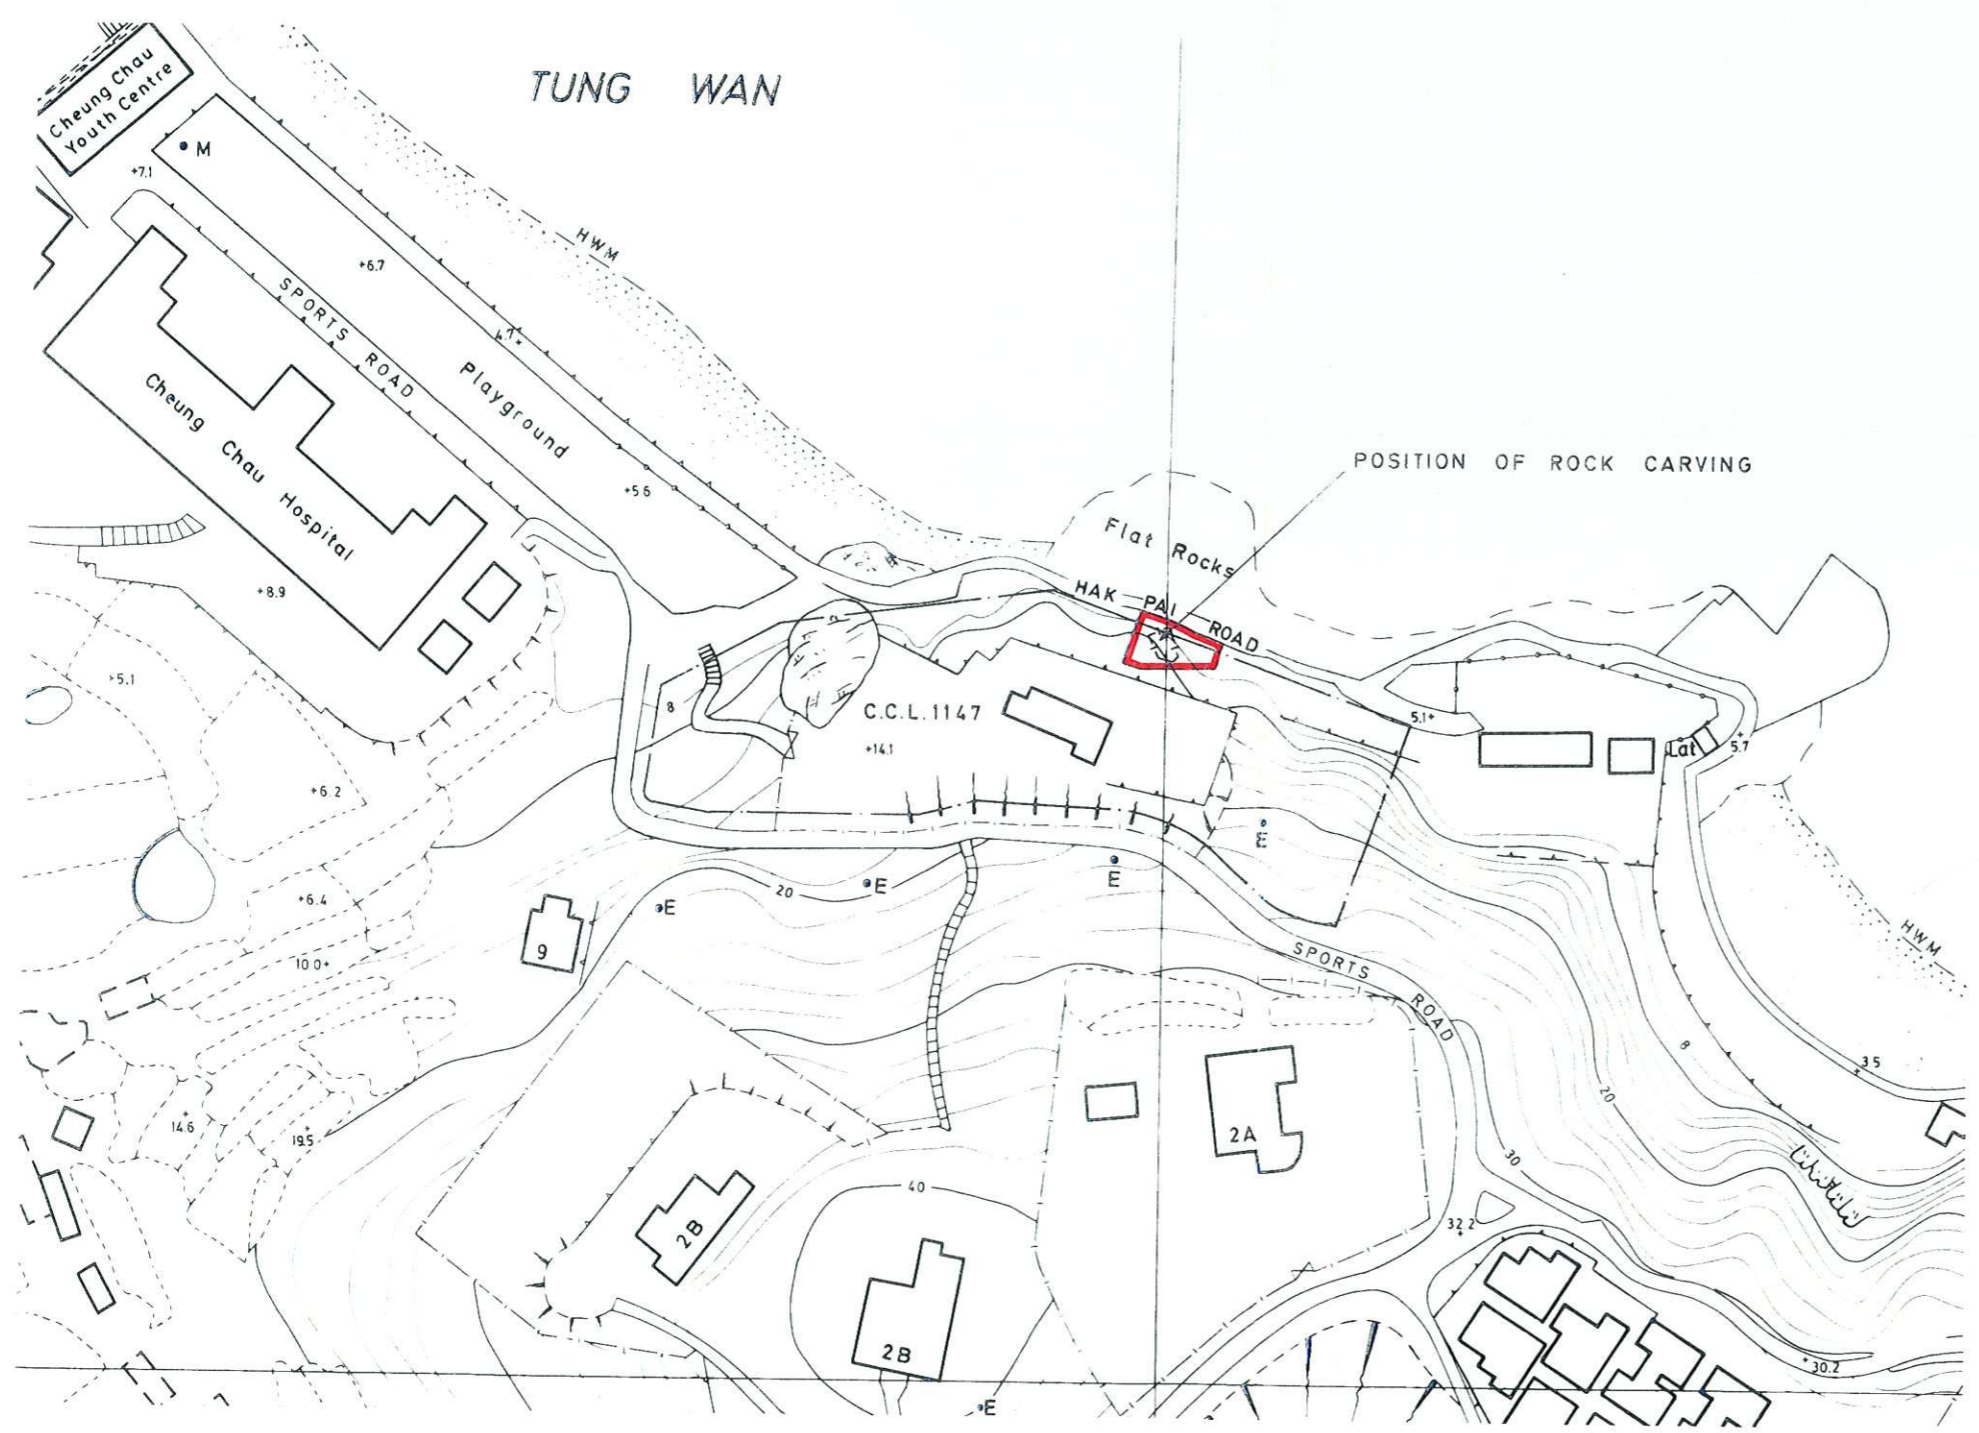 Cheung Chau
Youth Centre
TUNG WAN
M
+7.1
HWM
+6.7
SPORTS ROAD
4.7+
Playground
Cheung Chau Hospital
+5.6
POSITION OF ROCK CARVING
Flat Rocks
HAK PAI ROAD
+8.9
+5.1
8
C.C.L. 1147
+14.1
5.1+
Lat
5.7
+6.2
E
E
20
E
E
+6.4
9
10.0+
HWM
SPORTS ROAD
8
3.5
20
14.6
19.5
2A
30
40
32.2
2B
2B
30.2
E